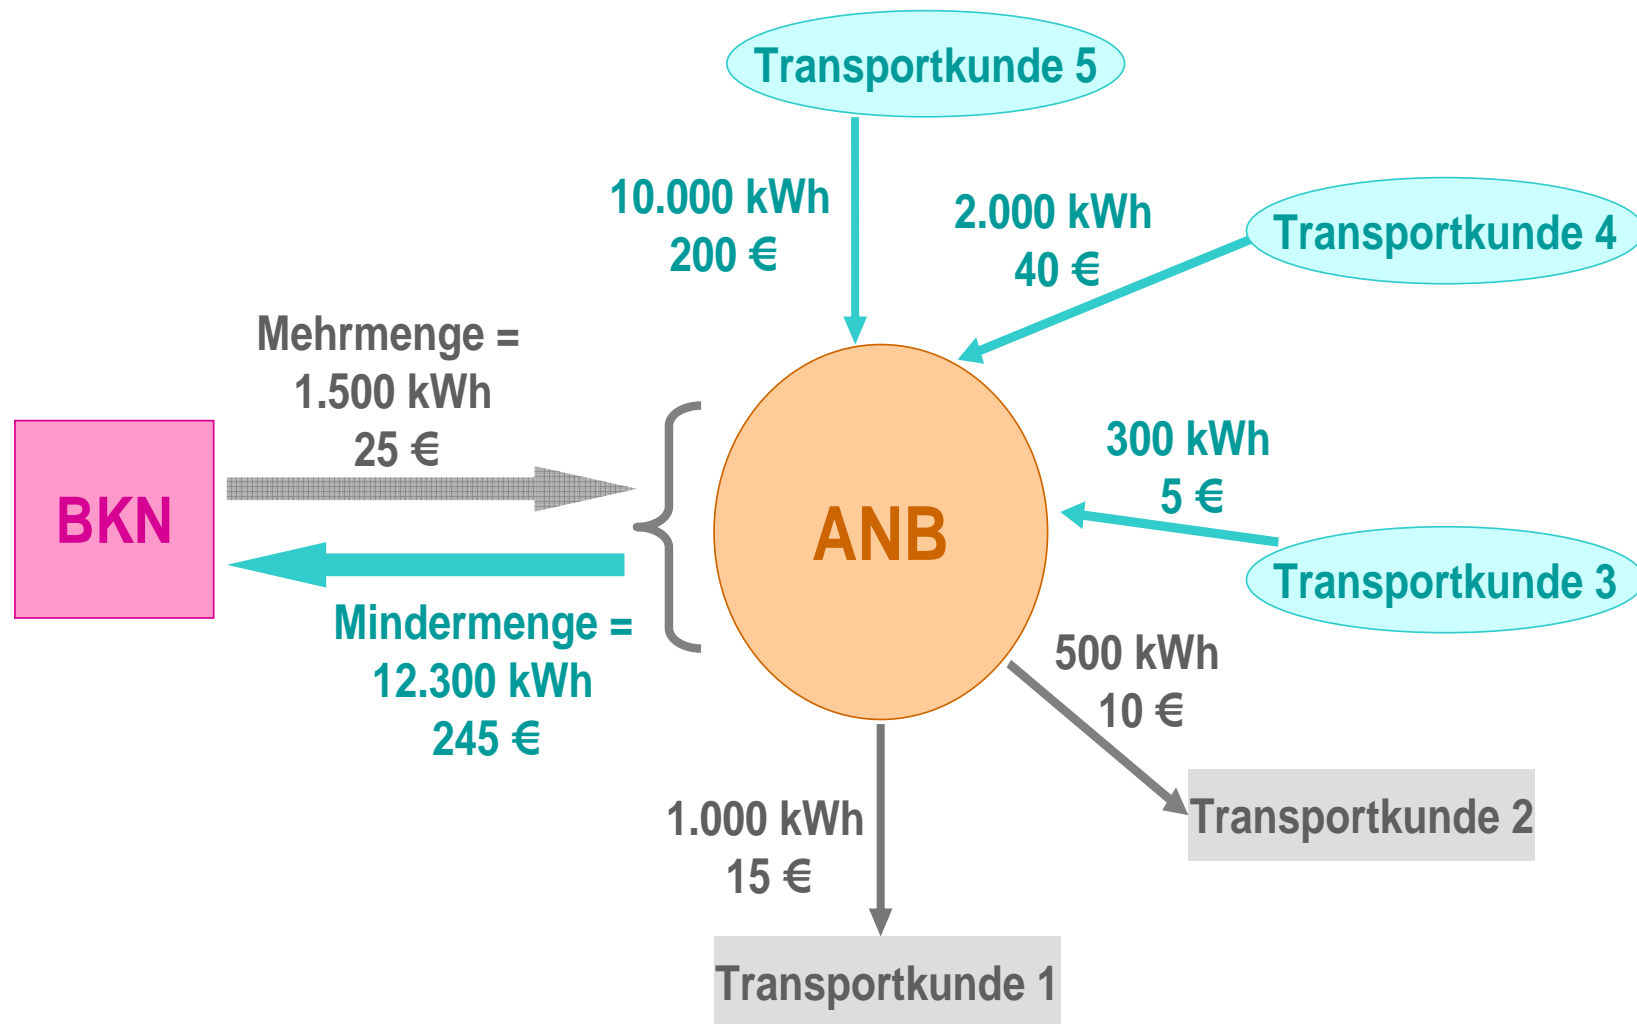 Transportkunde 5
10.000 kWh
200 €
2.000 kWh
40 €
Transportkunde 4
Mehrmenge =
1.500 kWh
25 €
300 kWh
5 €
BKN
ANB
Transportkunde 3
Mindermenge =
12.300 kWh
245 €
500 kWh
10 €
Transportkunde 2
1.000 kWh
15 €
Transportkunde 1